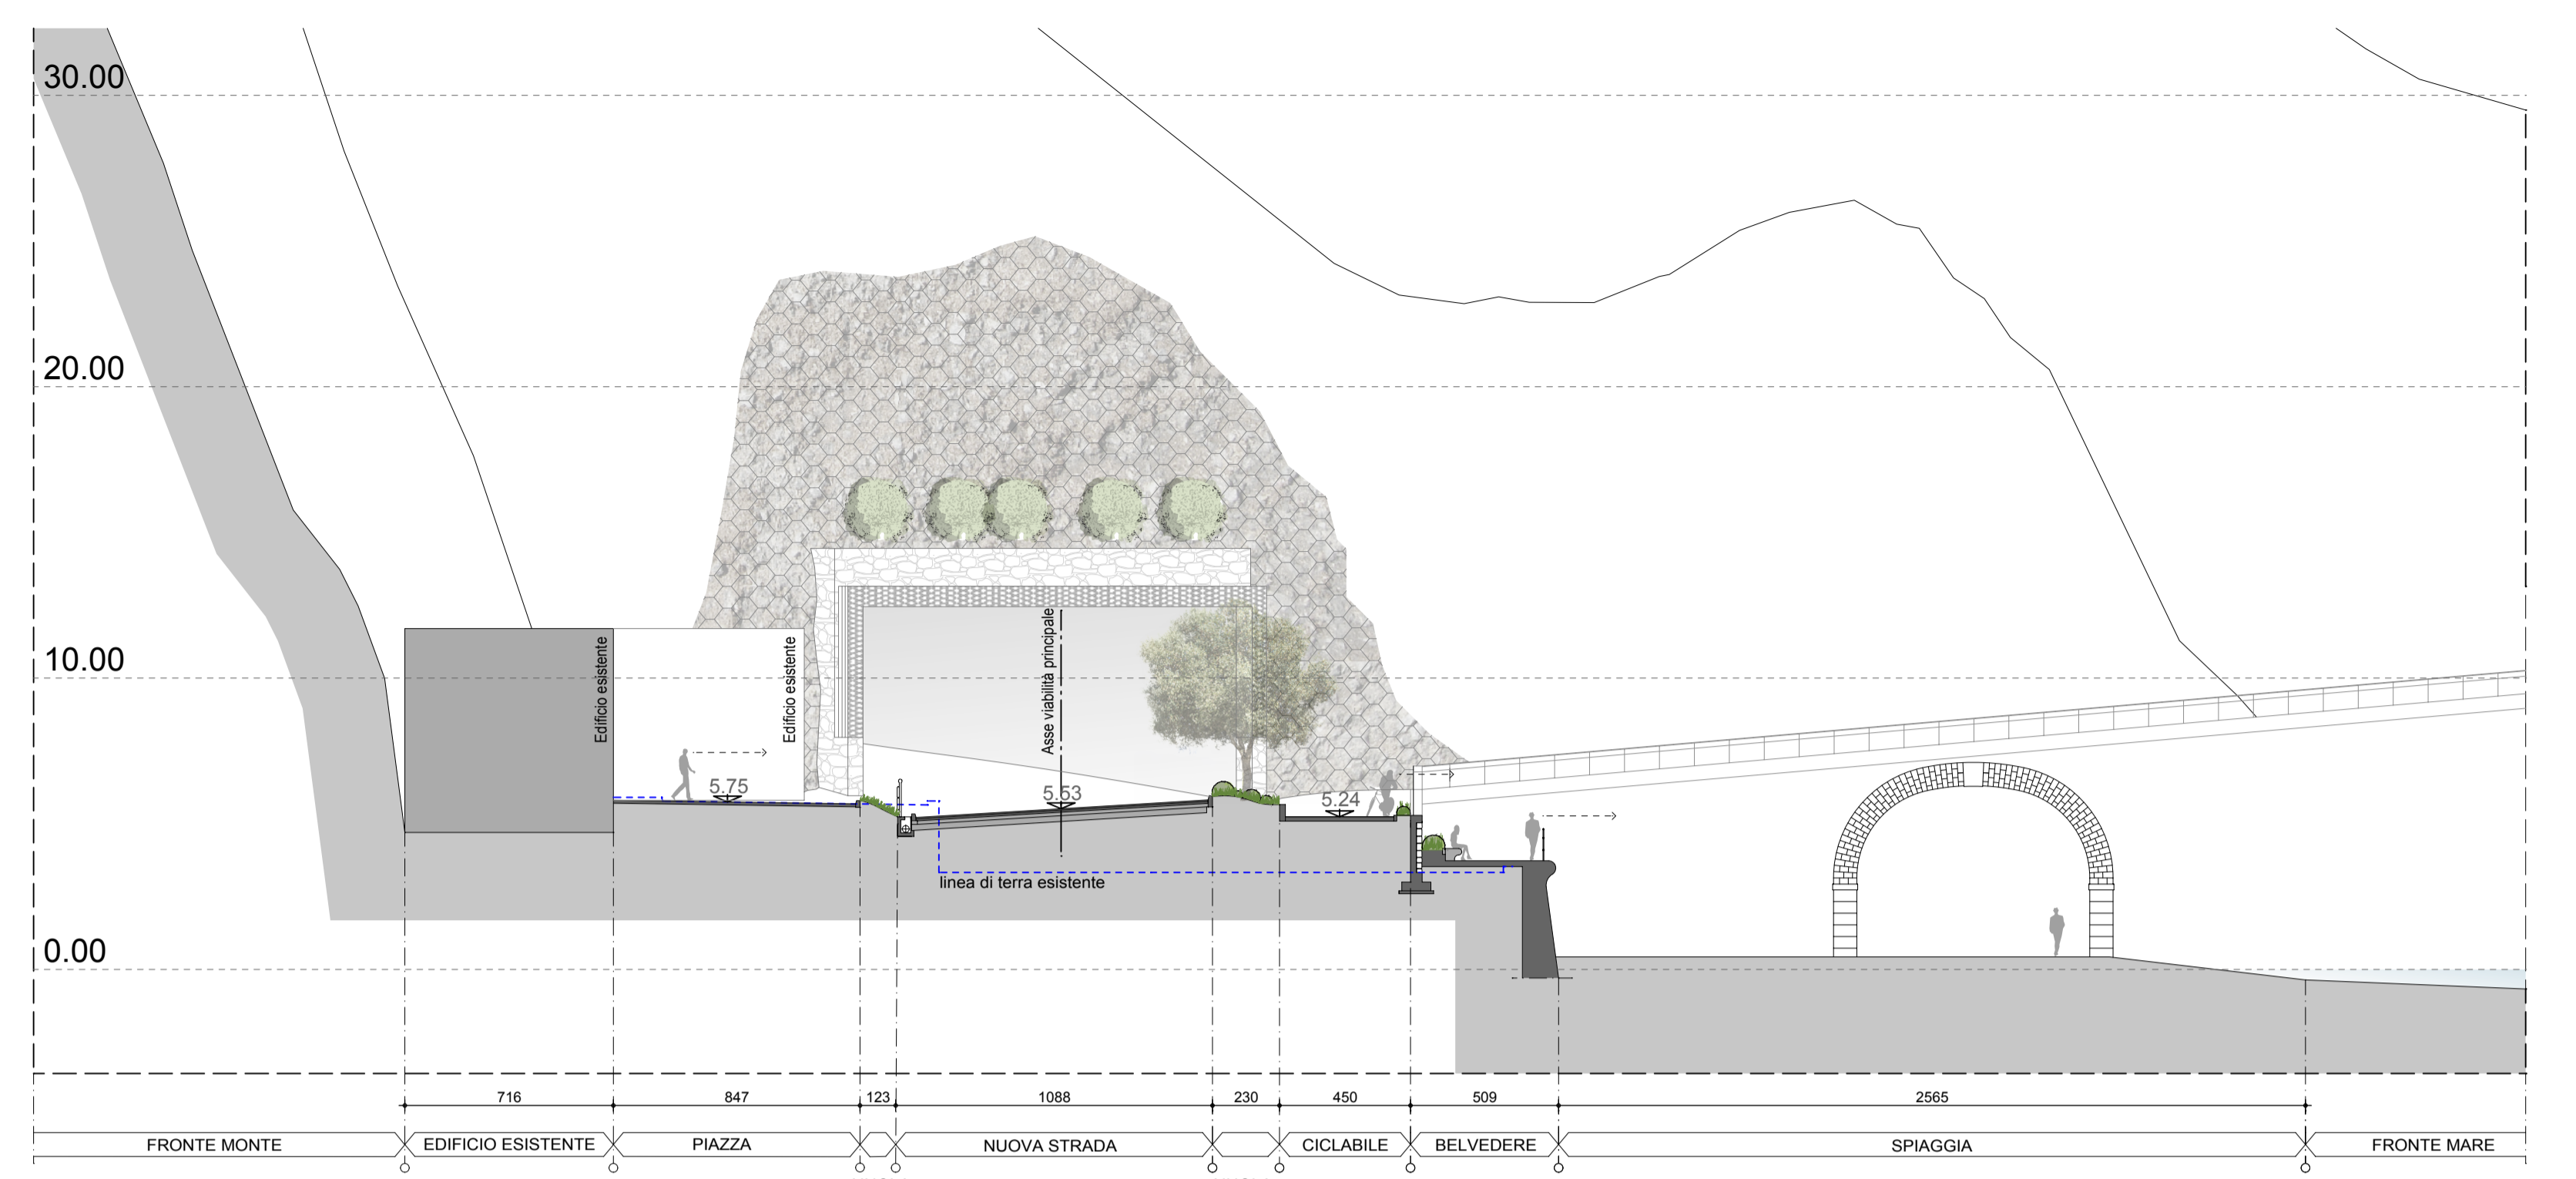 30.00
20.00
10.00
0.00
Edificio esistente
Edificio esistente
Asse viabilità principale
5.75
5.53
5.24
linea di terra esistente
716
847
123
1088
230
450
509
2565
FRONTE MONTE
EDIFICIO ESISTENTE
PIAZZA
NUOVA STRADA
CICLABILE
BELVEDERE
SPIAGGIA
FRONTE MARE